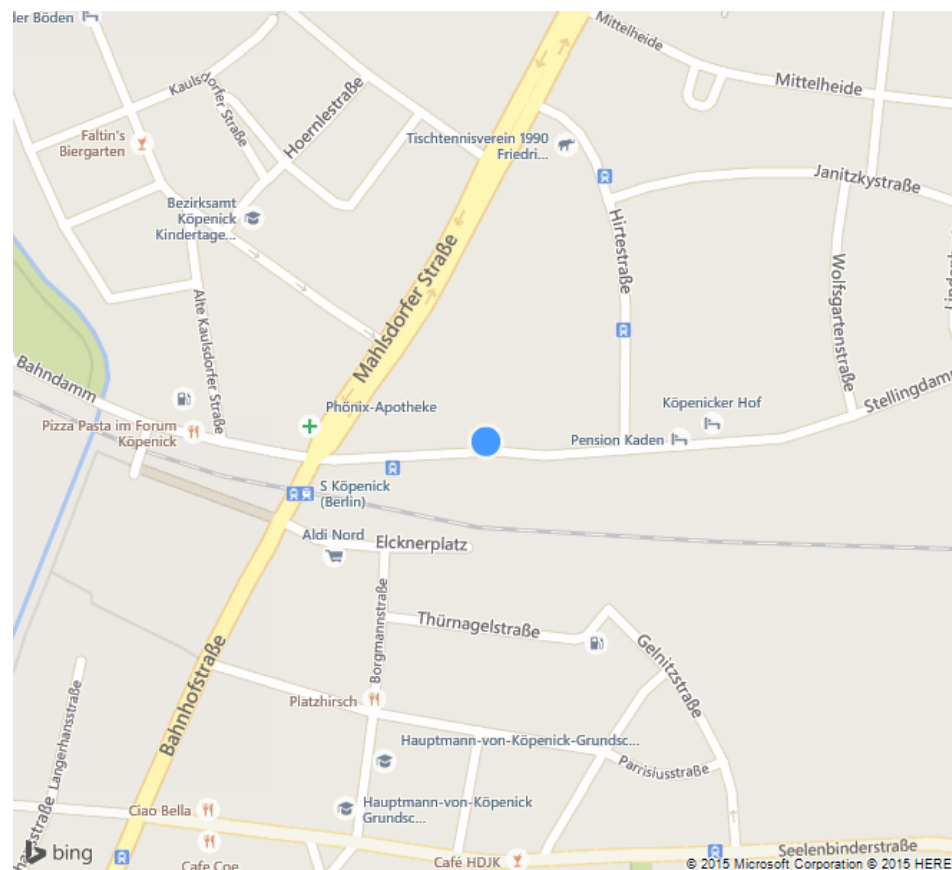 der Böden
Mittelheide
Mittelheide
Kaulsdorfer Straße
Hoernlestraße
Faltin's
Biergarten
Tischtennisverein 1990
Friedri...
Janitzkystraße
Bezirksamt
Köpenick
Kindertage...
Hirtestraße
Wolfsgartenstraße
Mahlsdorfer Straße
Alte Kaulsdorfer Straße
Bahndamm
Stellingdamm
Phönix-Apotheke
Köpenicker Hof
Pizza Pasta im Forum
Köpenick
Pension Kaden
S Köpenick
(Berlin)
Aldi Nord
Elcknerplatz
Borgmannstraße
Thürnagelstraße
Gelnitzstraße
Bahnhofstraße
Langerhansstraße
Platzhirsch
Hauptmann-von-Köpenick-Grundsc...
Parrisiusstraße
Ciao Bella
Hauptmann-von-Köpenick
Grundsc...
Cafe Coe
Café HDJK
Seelenbinderstraße
bing
© 2015 Microsoft Corporation © 2015 HERE